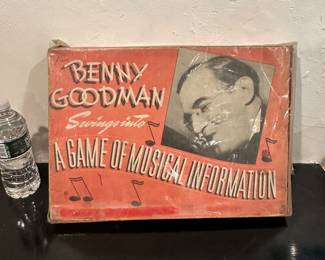 BENNY
GOODMAN
Swings into
A GAME OF MUSICAL INFORMATION